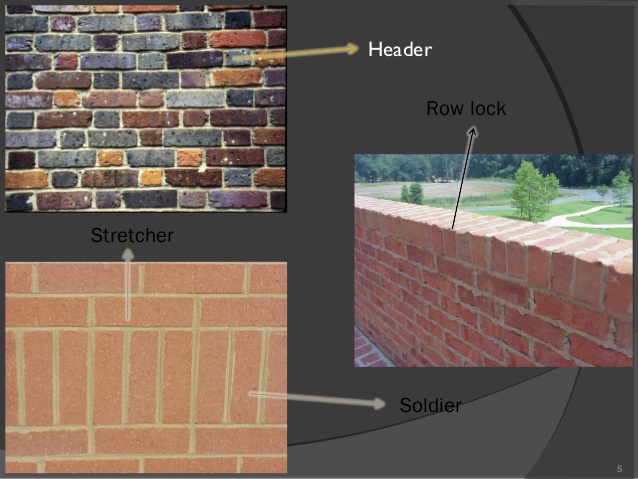 Header
Row lock
Stretcher
Soldier
5